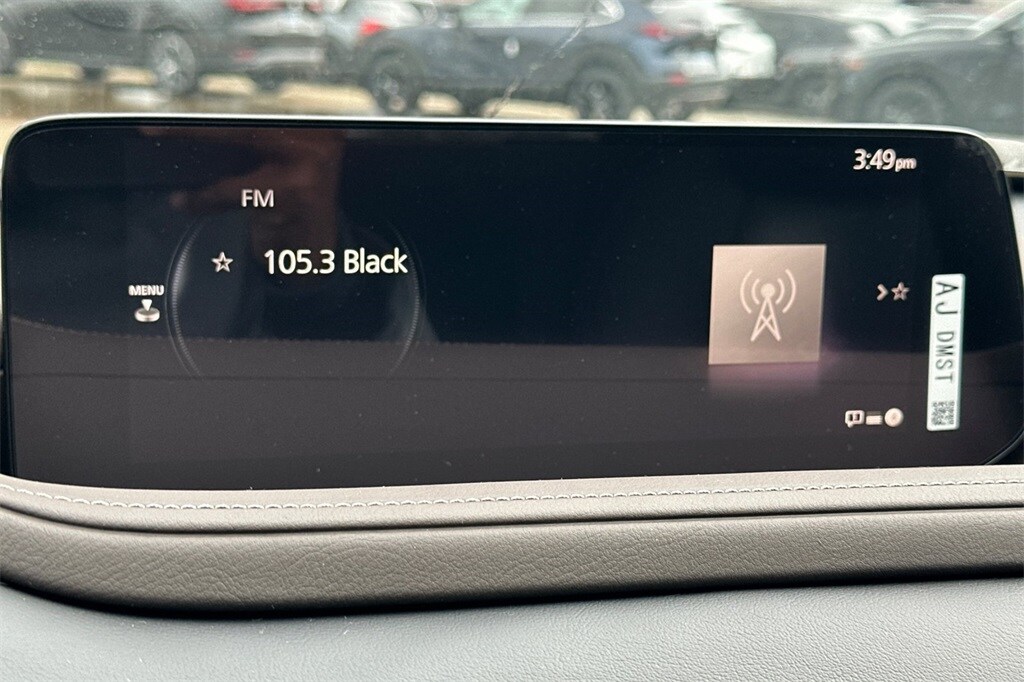 3:49pm
FM
105.3 Black
MENU
AJ DMST